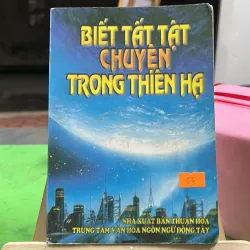 BIẾT TẤT TẬT
CHUYỆN
TRONG THIÊN HẠ
NHÀ XUẤT BẢN THUẬN HÓA
TRUNG TÂM VĂN HÓA NGÔN NGỮ ĐÔNG TÂY